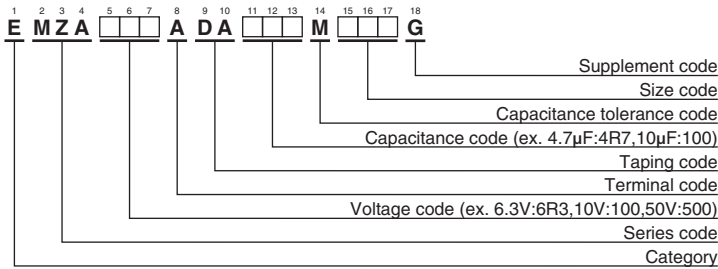 1 2 3 4 5 6 7 8 9 10 11 12 13 14 15 16 17 18
E MZA □□□ A DA □□□ M □□□ G
Supplement code
Size code
Capacitance tolerance code
Capacitance code (ex. 4.7μF:4R7,10μF:100)
Taping code
Terminal code
Voltage code (ex. 6.3V:6R3,10V:100,50V:500)
Series code
Category